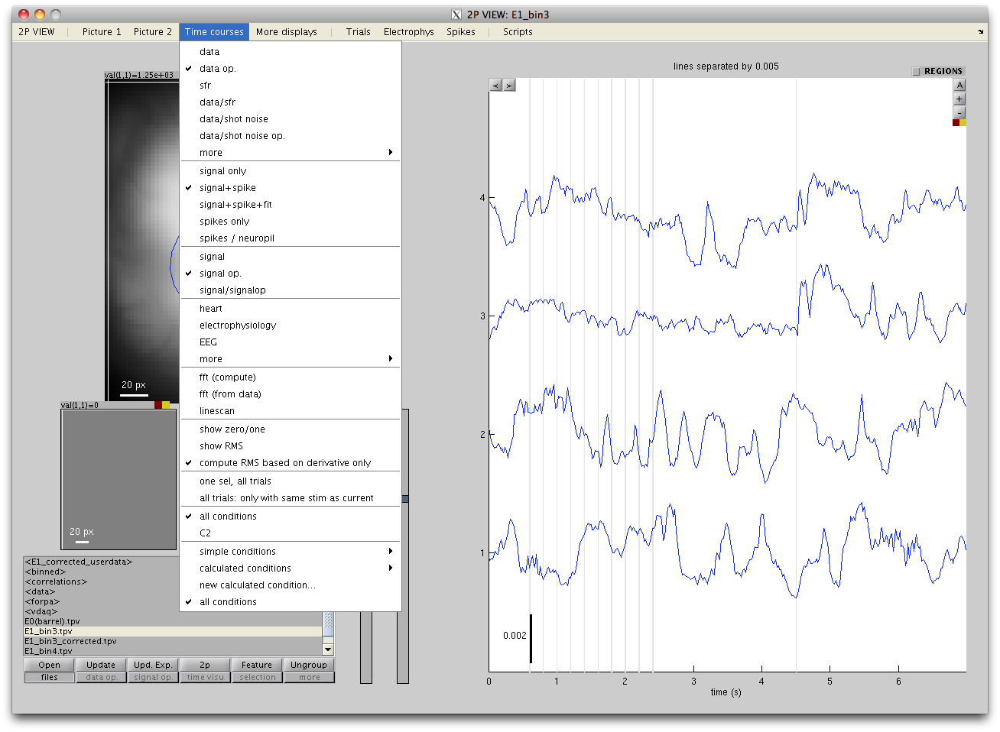 2P VIEW: E1_bin3
2P VIEW | Picture 1 Picture 2 Time courses More displays | Trials Electrophys Spikes | Scripts
val(1,1)=1.25e+03
20 px
val(1,1)=0
20 px
data
data op.
sfr
data/sfr
data/shot noise
data/shot noise op.
more
signal only
signal+spike
signal+spike+fit
spikes only
spikes / neuropil
signal
signal op.
signal/signalop
heart
electrophysiology
EEG
more
fft (compute)
fft (from data)
linescan
show zero/one
show RMS
compute RMS based on derivative only
one sel, all trials
all trials: only with same stim as current
all conditions
C2
simple conditions
calculated conditions
new calculated condition...
all conditions
<E1_corrected_userdata>
<binned>
<correlations>
<data>
<forpa>
<vdaq>
E0(barrel).tpv
E1_bin3.tpv
E1_bin3_corrected.tpv
E1_bin4.tpv
Open Update Upd. Exp. 2p Feature Ungroup
files data op. signal op. time visu selection more
lines separated by 0.005
REGIONS
< >
A
+
-
4
3
2
1
0.002
0 1 2 3 4 5 6
time (s)